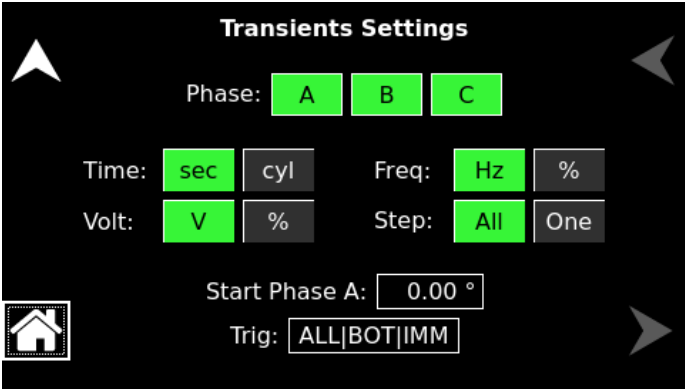 Transients Settings
Phase: A B C
Time: sec cyl Freq: Hz %
Volt: V % Step: All One
Start Phase A: 0.00 °
Trig: ALL|BOT|IMM